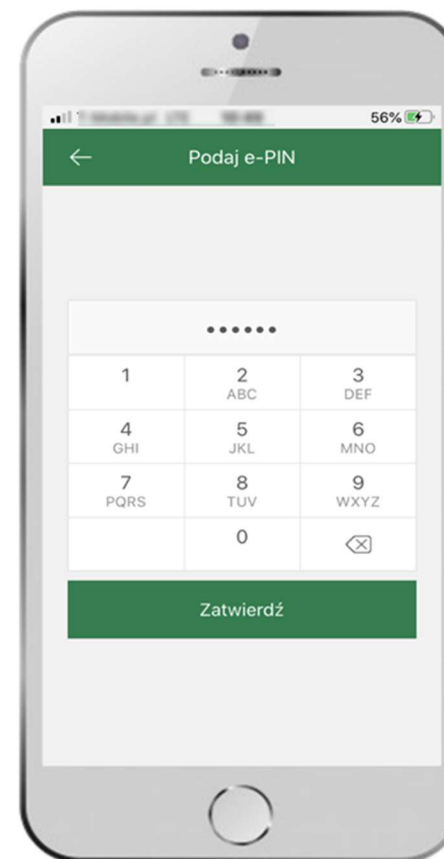 56%
Podaj e-PIN
••••••
1 2 3
ABC DEF
4 5 6
GHI JKL MNO
7 8 9
PQRS TUV WXYZ
0
Zatwierdź